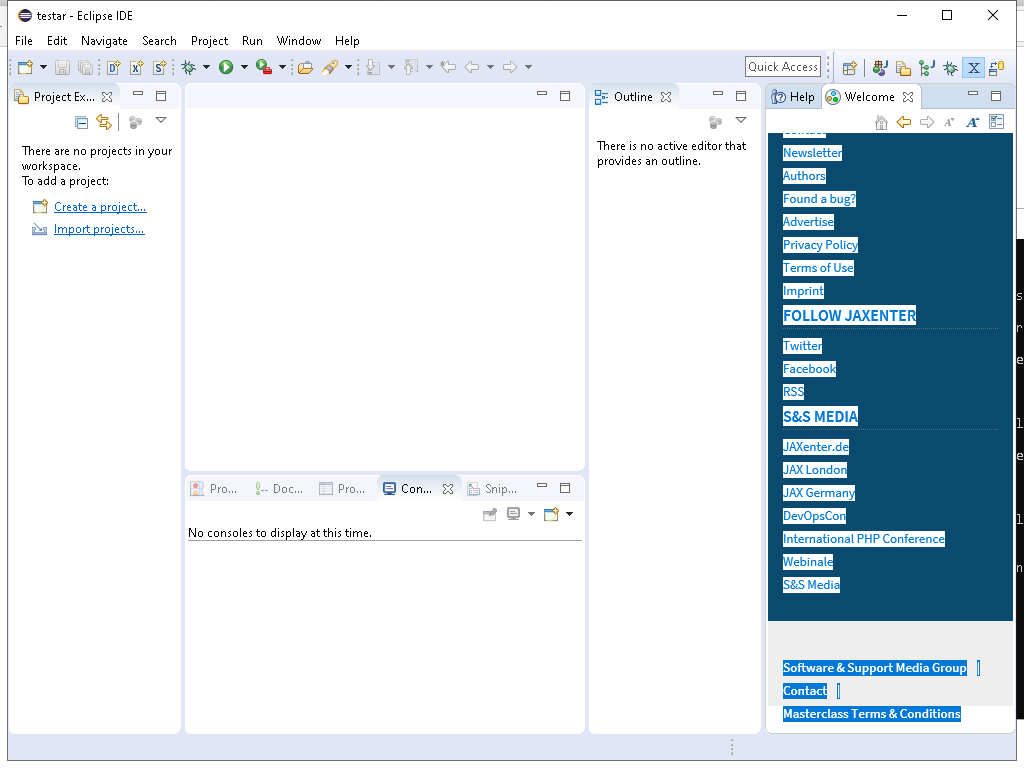 testar - Eclipse IDE
File Edit Navigate Search Project Run Window Help
Quick Access
Project Ex...
Outline
Help
Welcome
There are no projects in your
workspace.
To add a project:
Create a project...
Import projects...
There is no active editor that
provides an outline.
Newsletter
Authors
Found a bug?
Advertise
Privacy Policy
Terms of Use
Imprint
FOLLOW JAXENTER
Twitter
Facebook
RSS
S&S MEDIA
JAXenter.de
JAX London
JAX Germany
DevOpsCon
International PHP Conference
Webinale
S&S Media
Software & Support Media Group |
Contact |
Masterclass Terms & Conditions
Pro... Doc... Pro... Con... Snip...
No consoles to display at this time.